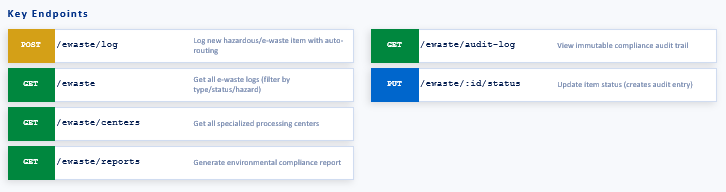 Key Endpoints
POST /ewaste/log Log new hazardous/e-waste item with auto-
routing
GET /ewaste Get all e-waste logs (filter by
type/status/hazard)
GET /ewaste/centers Get all specialized processing centers
GET /ewaste/reports Generate environmental compliance report
GET /ewaste/audit-log View immutable compliance audit trail
PUT /ewaste/:id/status Update item status (creates audit entry)